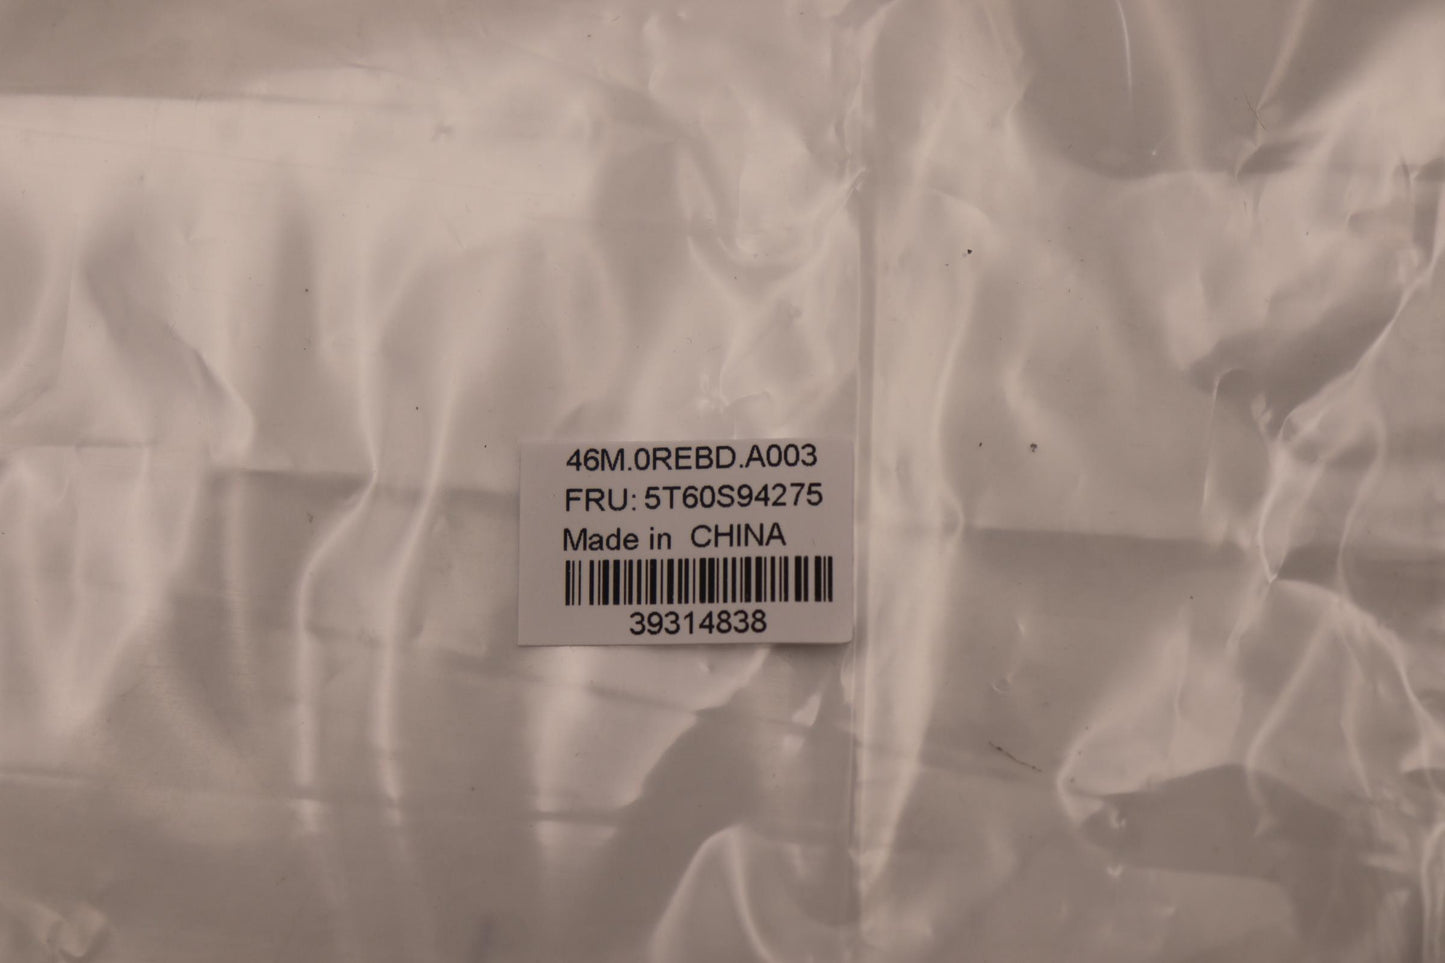 46M.0REBD.A003
FRU: 5T60S94275
Made in CHINA
39314838